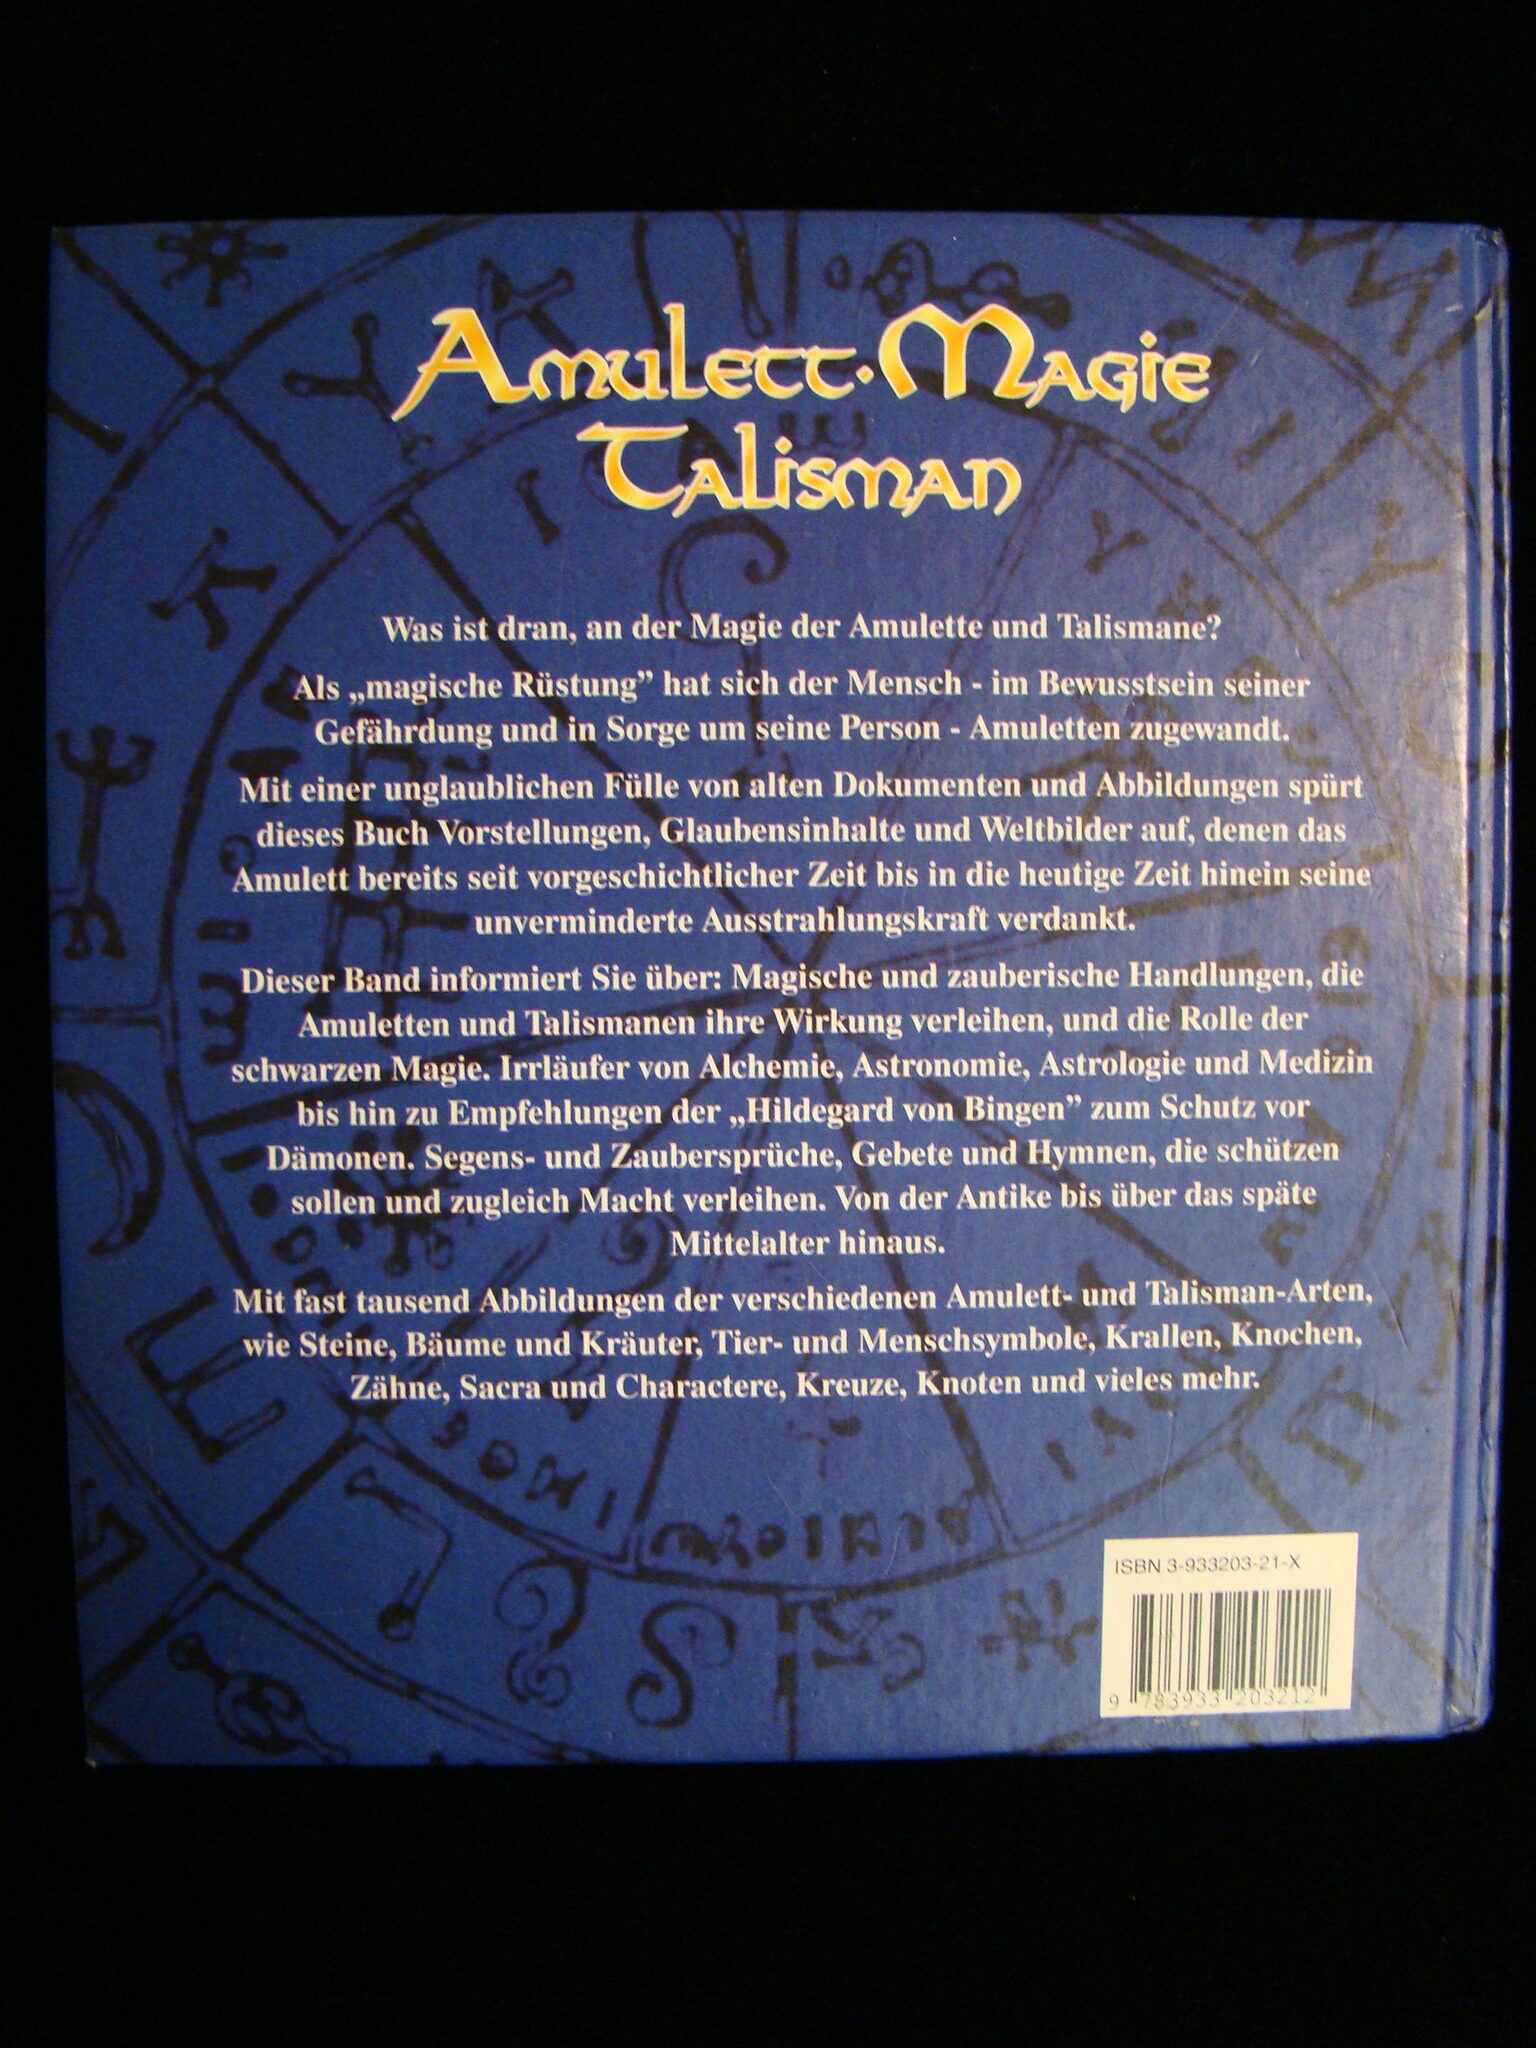 Amulett·Magie
Talisman
Was ist dran, an der Magie der Amulette und Talismane?
Als „magische Rüstung” hat sich der Mensch - im Bewusstsein seiner
Gefährdung und in Sorge um seine Person - Amuletten zugewandt.
Mit einer unglaublichen Fülle von alten Dokumenten und Abbildungen spürt
dieses Buch Vorstellungen, Glaubensinhalte und Weltbilder auf, denen das
Amulett bereits seit vorgeschichtlicher Zeit bis in die heutige Zeit hinein seine
unverminderte Ausstrahlungskraft verdankt.
Dieser Band informiert Sie über: Magische und zauberische Handlungen, die
Amuletten und Talismanen ihre Wirkung verleihen, und die Rolle der
schwarzen Magie. Irrläufer von Alchemie, Astronomie, Astrologie und Medizin
bis hin zu Empfehlungen der „Hildegard von Bingen” zum Schutz vor
Dämonen. Segens- und Zaubersprüche, Gebete und Hymnen, die schützen
sollen und zugleich Macht verleihen. Von der Antike bis über das späte
Mittelalter hinaus.
Mit fast tausend Abbildungen der verschiedenen Amulett- und Talisman-Arten,
wie Steine, Bäume und Kräuter, Tier- und Menschsymbole, Krallen, Knochen,
Zähne, Sacra und Charactere, Kreuze, Knoten und vieles mehr.
ISBN 3-933203-21-X
9 783933 203212